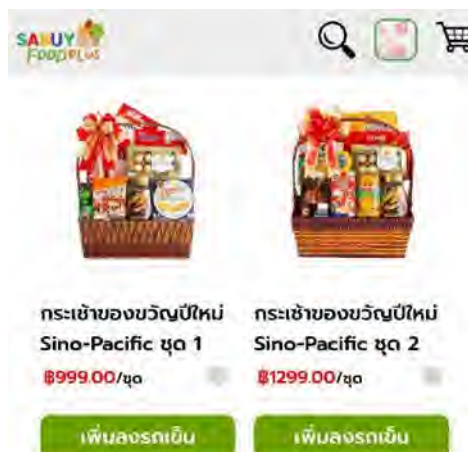 SABUY
FOODPLUS
กระเช้าของขวัญปีใหม่
Sino-Pacific ชุด 1
฿999.00/ชุด
เพิ่มลงรถเข็น
กระเช้าของขวัญปีใหม่
Sino-Pacific ชุด 2
฿1299.00/ชุด
เพิ่มลงรถเข็น